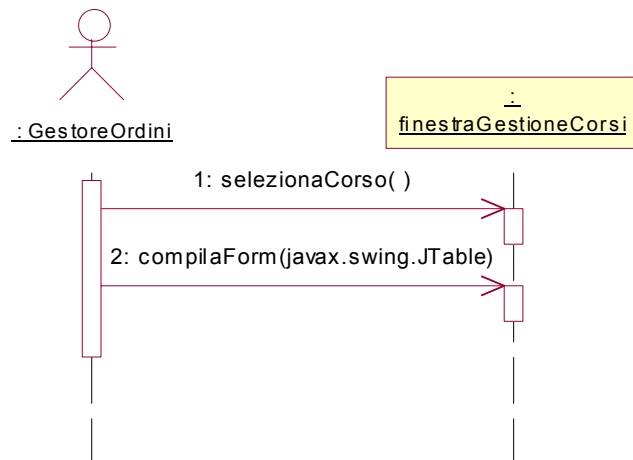 : GestoreOrdini
:
finestraGestioneCorsi
1: selezionaCorso( )
2: compilaForm(javax.swing.JTable)